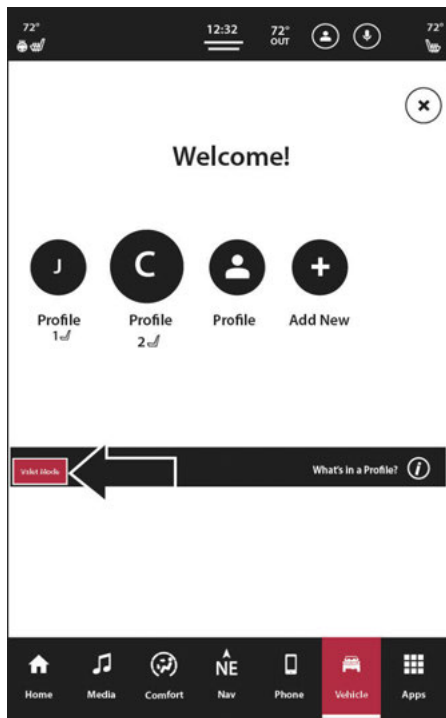 72° 12:32 72° 72°
OUT
Welcome!
J C +
Profile Profile Profile Add New
1 2
Valet Mode What's in a Profile? i
NE
Home Media Comfort Nav Phone Vehicle Apps